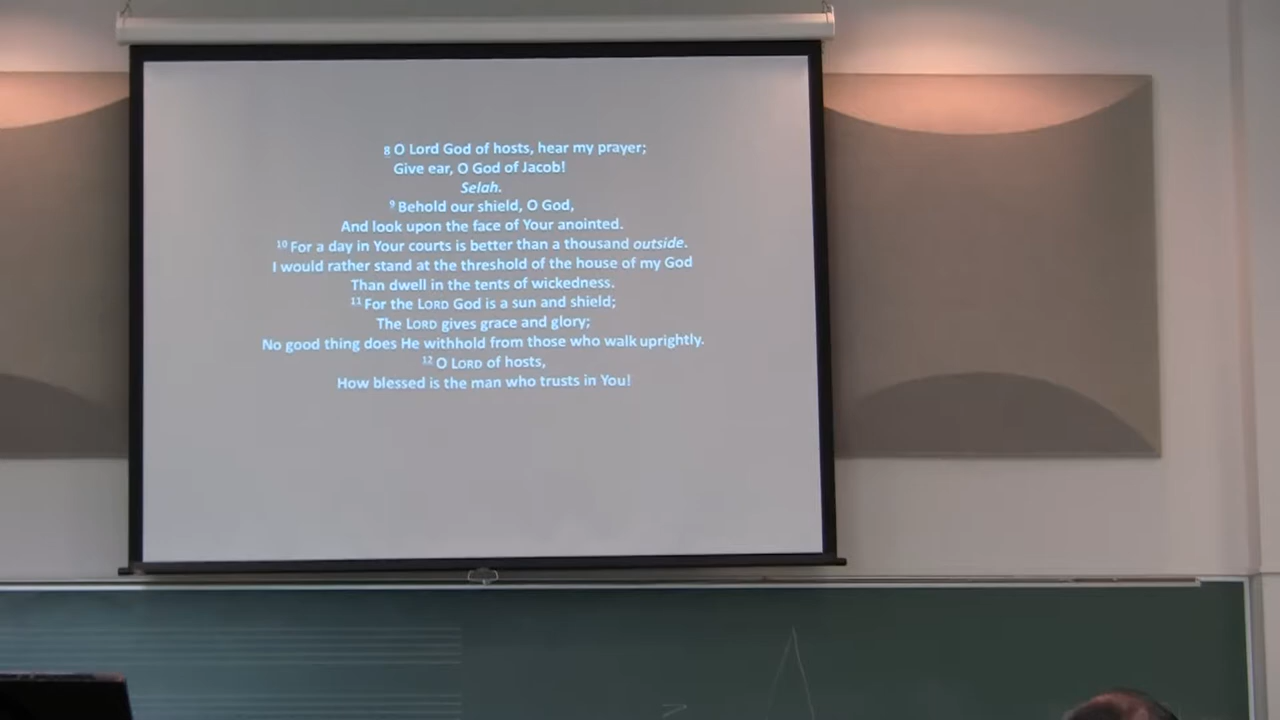 8 O Lord God of hosts, hear my prayer;
Give ear, O God of Jacob!
Selah.
9 Behold our shield, O God,
And look upon the face of Your anointed.
10 For a day in Your courts is better than a thousand outside.
I would rather stand at the threshold of the house of my God
Than dwell in the tents of wickedness.
11 For the LORD God is a sun and shield;
The LORD gives grace and glory;
No good thing does He withhold from those who walk uprightly.
12 O LORD of hosts,
How blessed is the man who trusts in You!